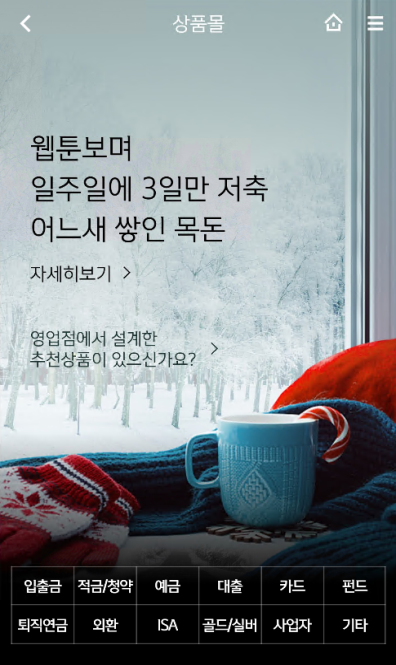 상품몰
웹툰보며
일주일에 3일만 저축
어느새 쌓인 목돈
자세히보기 >
영업점에서 설계한
추천상품이 있으신가요? >
입출금 적금/청약 예금 대출 카드 펀드
퇴직연금 외환 ISA 골드/실버 사업자 기타